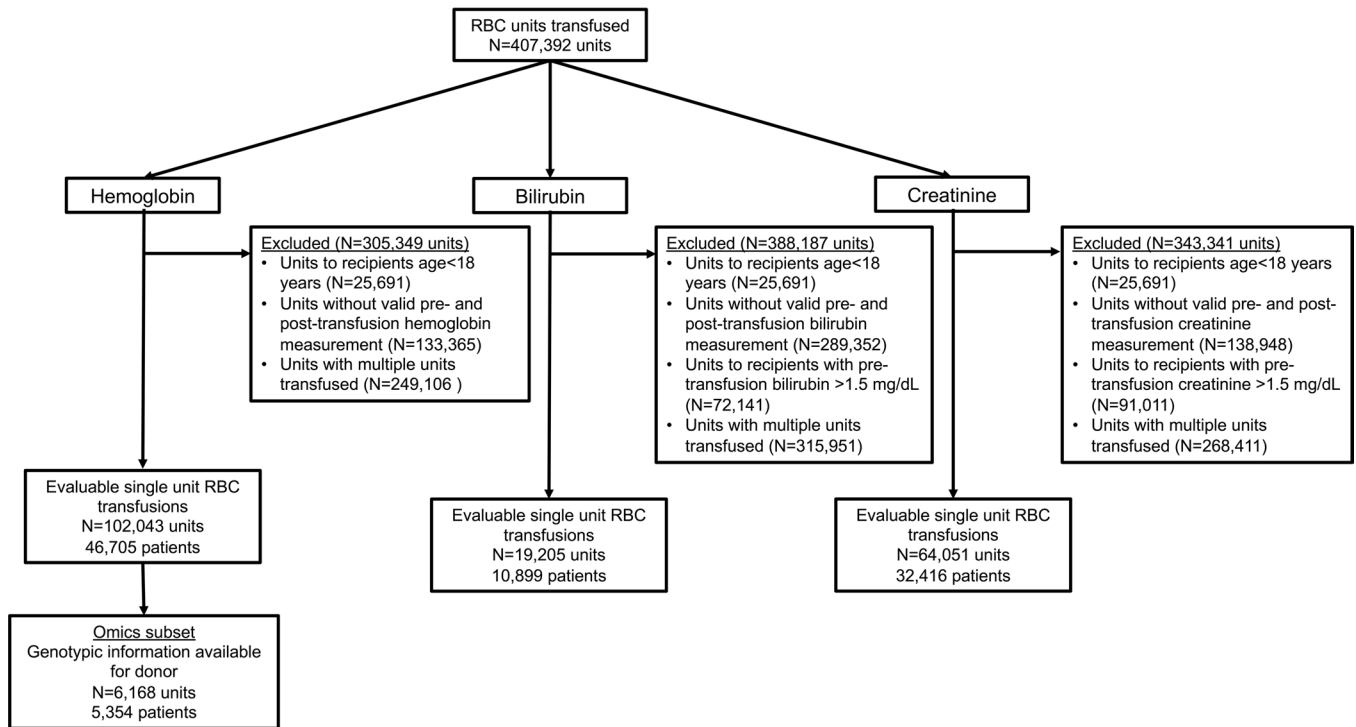 RBC units transfused
N=407,392 units
Hemoglobin
Bilirubin
Creatinine
Excluded (N=305,349 units)
• Units to recipients age<18
years (N=25,691)
• Units without valid pre- and
post-transfusion hemoglobin
measurement (N=133,365)
• Units with multiple units
transfused (N=249,106 )
Excluded (N=388,187 units)
• Units to recipients age<18
years (N=25,691)
• Units without valid pre- and
post-transfusion bilirubin
measurement (N=289,352)
• Units to recipients with pre-
transfusion bilirubin >1.5 mg/dL
(N=72,141)
• Units with multiple units
transfused (N=315,951)
Excluded (N=343,341 units)
• Units to recipients age<18 years
(N=25,691)
• Units without valid pre- and post-
transfusion creatinine
measurement (N=138,948)
• Units to recipients with pre-
transfusion creatinine >1.5 mg/dL
(N=91,011)
• Units with multiple units
transfused (N=268,411)
Evaluable single unit RBC
transfusions
N=102,043 units
46,705 patients
Evaluable single unit RBC
transfusions
N=19,205 units
10,899 patients
Evaluable single unit RBC
transfusions
N=64,051 units
32,416 patients
Omics subset
Genotypic information available
for donor
N=6,168 units
5,354 patients